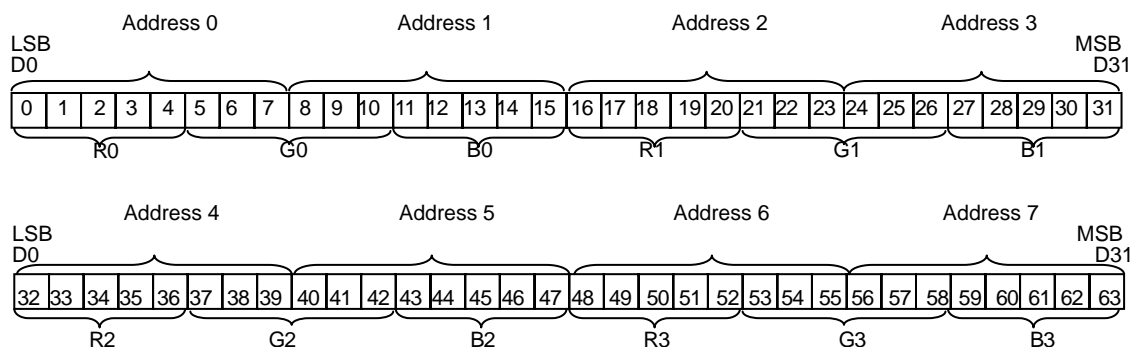 Address 0 Address 1 Address 2 Address 3
LSB MSB
D0 D31
0 1 2 3 4 5 6 7 8 9 10 11 12 13 14 15 16 17 18 19 20 21 22 23 24 25 26 27 28 29 30 31
R0 G0 B0 R1 G1 B1
Address 4 Address 5 Address 6 Address 7
LSB MSB
D0 D31
32 33 34 35 36 37 38 39 40 41 42 43 44 45 46 47 48 49 50 51 52 53 54 55 56 57 58 59 60 61 62 63
R2 G2 B2 R3 G3 B3